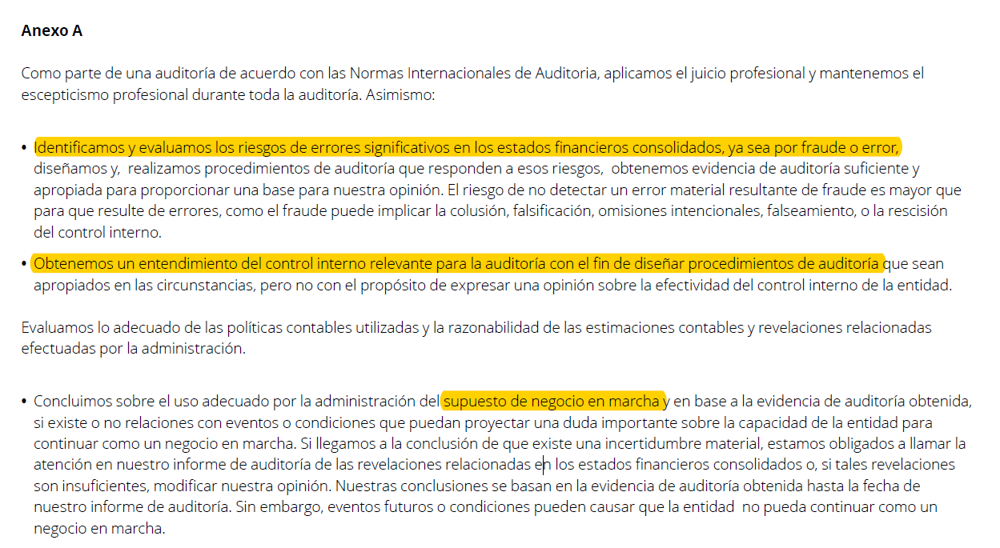 Anexo A
Como parte de una auditoría de acuerdo con las Normas Internacionales de Auditoria, aplicamos el juicio profesional y mantenemos el
escepticismo profesional durante toda la auditoría. Asimismo:
• Identificamos y evaluamos los riesgos de errores significativos en los estados financieros consolidados, ya sea por fraude o error,
diseñamos y, realizamos procedimientos de auditoría que responden a esos riesgos, obtenemos evidencia de auditoría suficiente y
apropiada para proporcionar una base para nuestra opinión. El riesgo de no detectar un error material resultante de fraude es mayor que
para que resulte de errores, como el fraude puede implicar la colusión, falsificación, omisiones intencionales, falseamiento, o la rescisión
del control interno.
• Obtenemos un entendimiento del control interno relevante para la auditoría con el fin de diseñar procedimientos de auditoría que sean
apropiados en las circunstancias, pero no con el propósito de expresar una opinión sobre la efectividad del control interno de la entidad.
Evaluamos lo adecuado de las políticas contables utilizadas y la razonabilidad de las estimaciones contables y revelaciones relacionadas
efectuadas por la administración.
• Concluimos sobre el uso adecuado por la administración del supuesto de negocio en marcha y en base a la evidencia de auditoría obtenida,
si existe o no relaciones con eventos o condiciones que puedan proyectar una duda importante sobre la capacidad de la entidad para
continuar como un negocio en marcha. Si llegamos a la conclusión de que existe una incertidumbre material, estamos obligados a llamar la
atención en nuestro informe de auditoría de las revelaciones relacionadas en los estados financieros consolidados o, si tales revelaciones
son insuficientes, modificar nuestra opinión. Nuestras conclusiones se basan en la evidencia de auditoría obtenida hasta la fecha de
nuestro informe de auditoría. Sin embargo, eventos futuros o condiciones pueden causar que la entidad no pueda continuar como un
negocio en marcha.